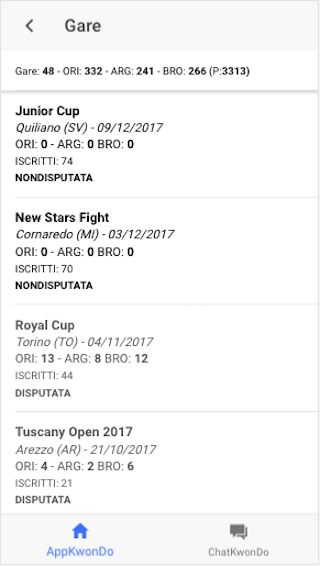 Gare
Gare: 48 - ORI: 332 - ARG: 241 - BRO: 266 (P:3313)
Junior Cup
Quiliano (SV) - 09/12/2017
ORI: 0 - ARG: 0 BRO: 0
ISCRITTI: 74
NONDISPUTATA
New Stars Fight
Cornaredo (MI) - 03/12/2017
ORI: 0 - ARG: 0 BRO: 0
ISCRITTI: 70
NONDISPUTATA
Royal Cup
Torino (TO) - 04/11/2017
ORI: 13 - ARG: 8 BRO: 12
ISCRITTI: 44
DISPUTATA
Tuscany Open 2017
Arezzo (AR) - 21/10/2017
ORI: 4 - ARG: 2 BRO: 6
ISCRITTI: 21
DISPUTATA
AppKwonDo ChatKwonDo